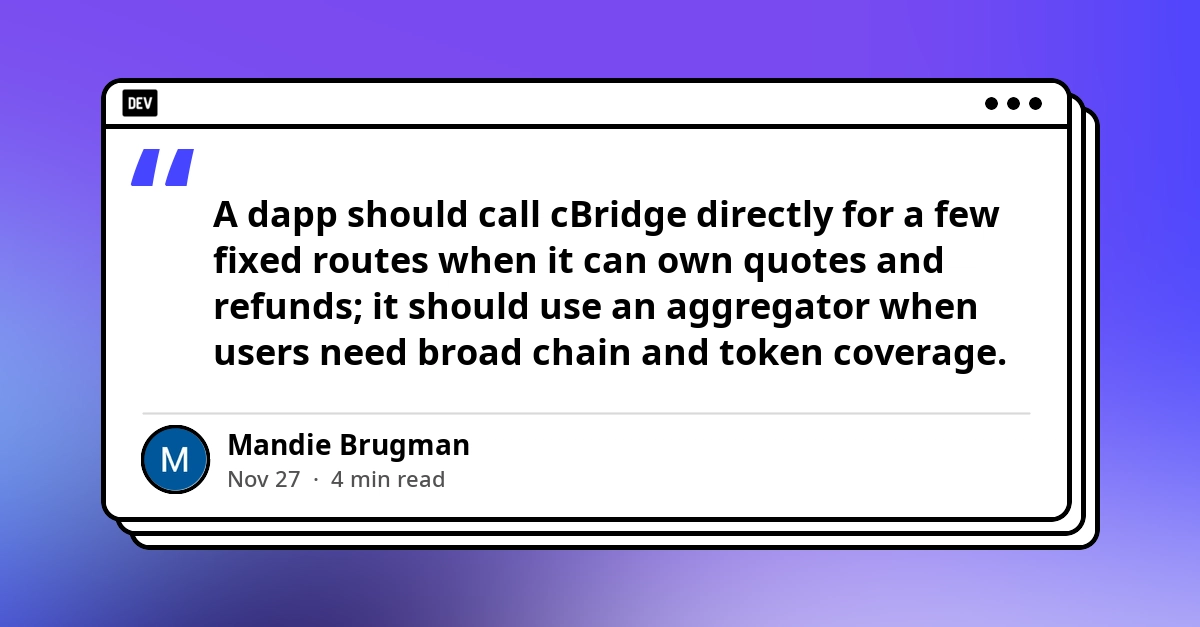 DEV
“
A dapp should call cBridge directly for a few
fixed routes when it can own quotes and
refunds; it should use an aggregator when
users need broad chain and token coverage.
M
Mandie Brugman
Nov 27 · 4 min read